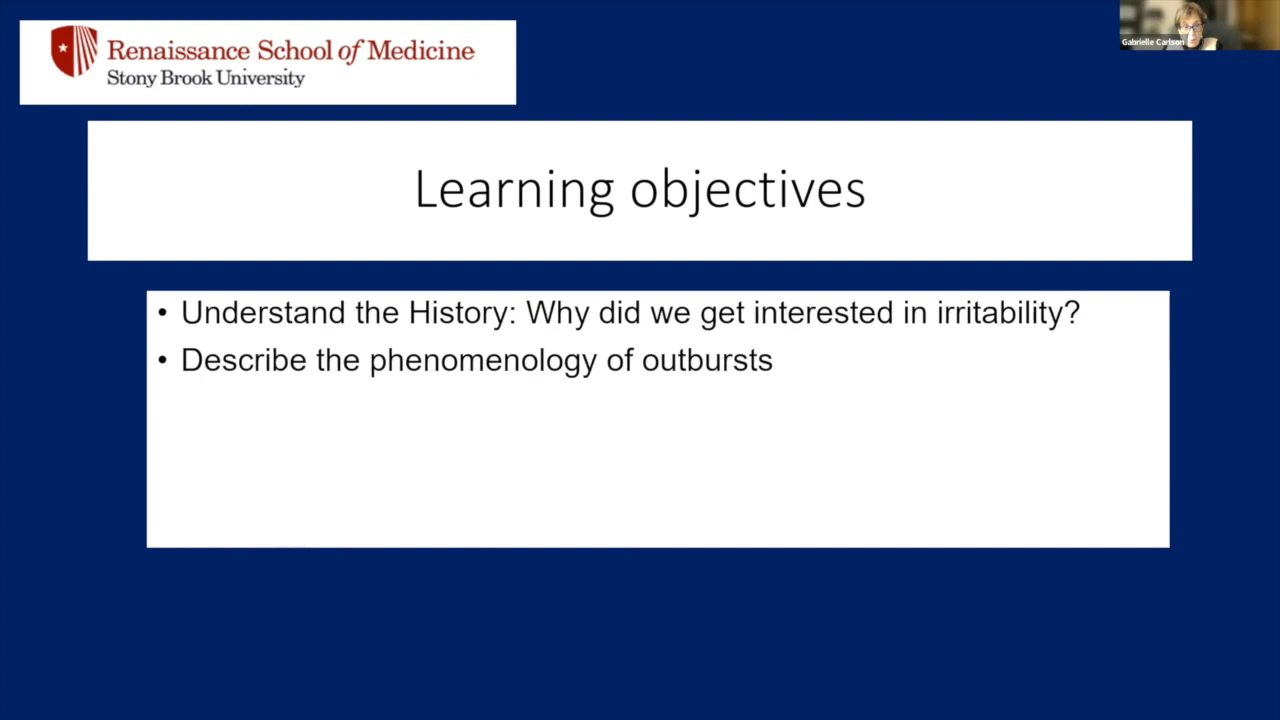 Renaissance School of Medicine
Stony Brook University
Gabrielle Carlson
Learning objectives
• Understand the History: Why did we get interested in irritability?
• Describe the phenomenology of outbursts